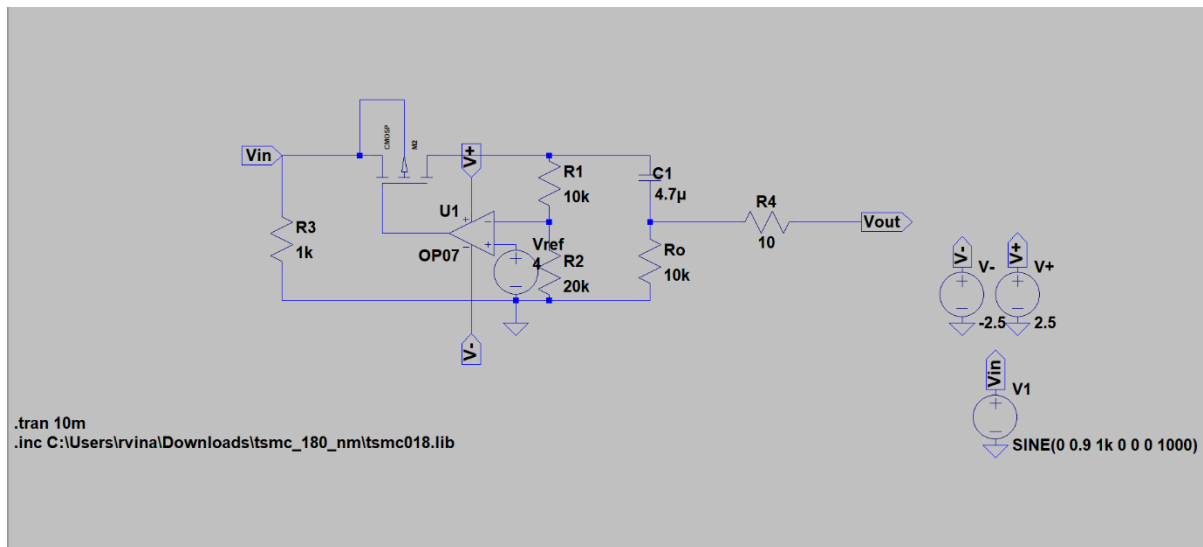 Vin
R3
1k
CMOSP
M2
V+
U1
OP07
V-
R1
10k
Vref
4
R2
20k
C1
4.7µ
Ro
10k
R4
10
Vout
V-
V-
-2.5
V+
V+
2.5
Vin
V1
SINE(0 0.9 1k 0 0 0 1000)
.tran 10m
.inc C:\Users\rvina\Downloads\tsmc_180_nm\tsmc018.lib